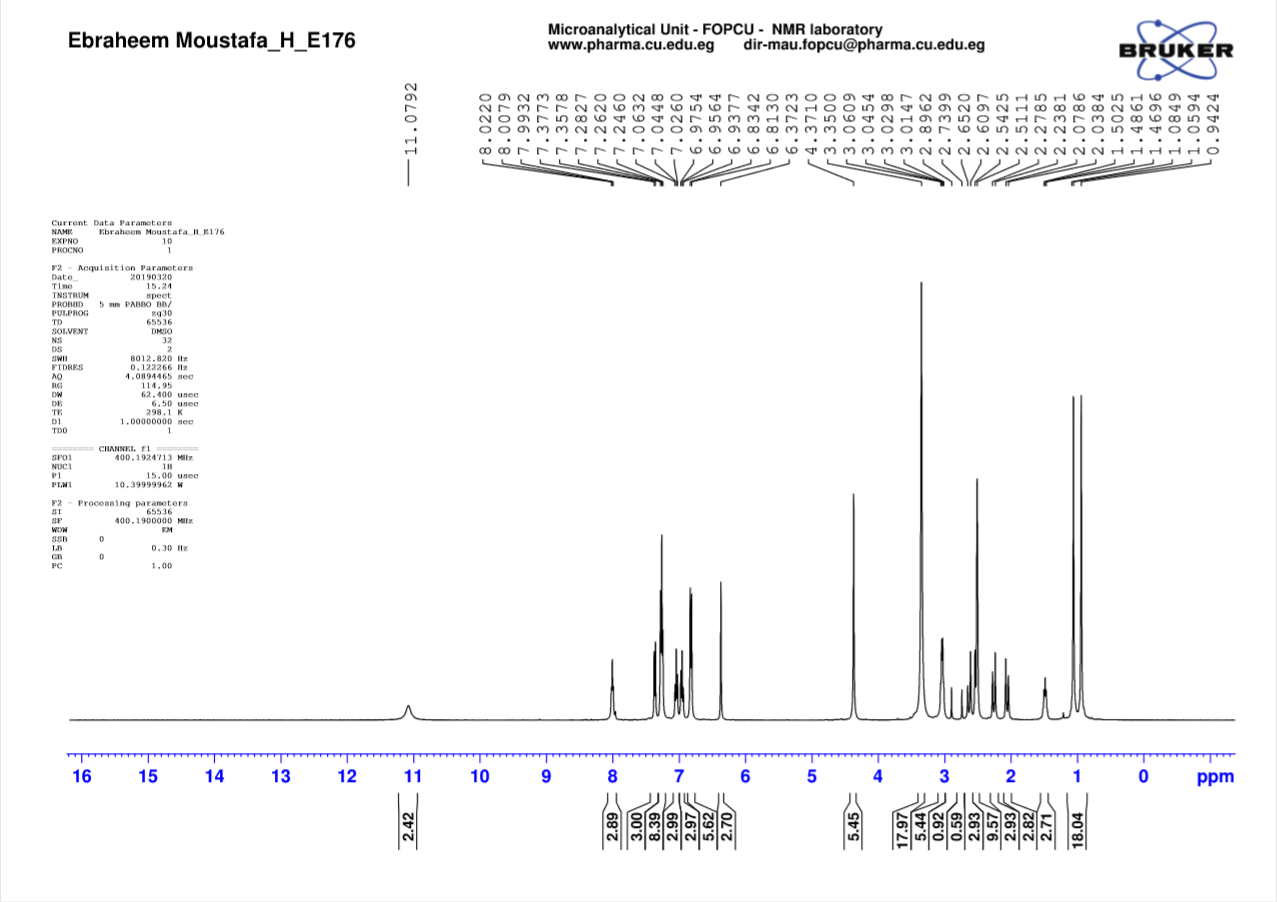 Ebraheem Moustafa_H_E176
Microanalytical Unit - FOPCU - NMR laboratory
www.pharma.cu.edu.eg dir-mau.fopcu@pharma.cu.edu.eg
BRUKER
11.0792
8.0220
8.0079
7.9932
7.3773
7.3578
7.2827
7.2620
7.2460
7.0632
7.0448
7.0260
6.9754
6.9564
6.9377
6.8342
6.8130
6.3723
4.3710
3.3500
3.0609
3.0454
3.0298
3.0147
2.8962
2.7399
2.6520
2.6097
2.5425
2.5111
2.2785
2.2381
2.0786
2.0384
1.5025
1.4861
1.4696
1.0849
1.0594
0.9424
Current Data Parameters
NAME Ebraheem Moustafa_H_E176
EXPNO 10
PROCNO 1
F2 - Acquisition Parameters
Date_ 20190320
Time 15.24
INSTRUM spect
PROBHD 5 mm PABBO BB/
PULPROG zg30
TD 65536
SOLVENT DMSO
NS 32
DS 2
SWH 8012.820 Hz
FIDRES 0.122266 Hz
AQ 4.0894465 sec
RG 114.95
DW 62.400 usec
DE 6.50 usec
TE 298.1 K
D1 1.00000000 sec
TD0 1
======== CHANNEL f1 ========
SFO1 400.1924713 MHz
NUC1 1H
P1 15.00 usec
PLW1 10.39999962 W
F2 - Processing parameters
SI 65536
SF 400.1900000 MHz
WDW EM
SSB 0
LB 0.30 Hz
GB 0
PC 1.00
16 15 14 13 12 11 10 9 8 7 6 5 4 3 2 1 0 ppm
2.42
2.89
3.00
8.39
2.99
2.97
5.62
2.70
5.45
17.97
5.44
0.92
0.59
2.93
9.57
2.93
2.82
2.71
18.04